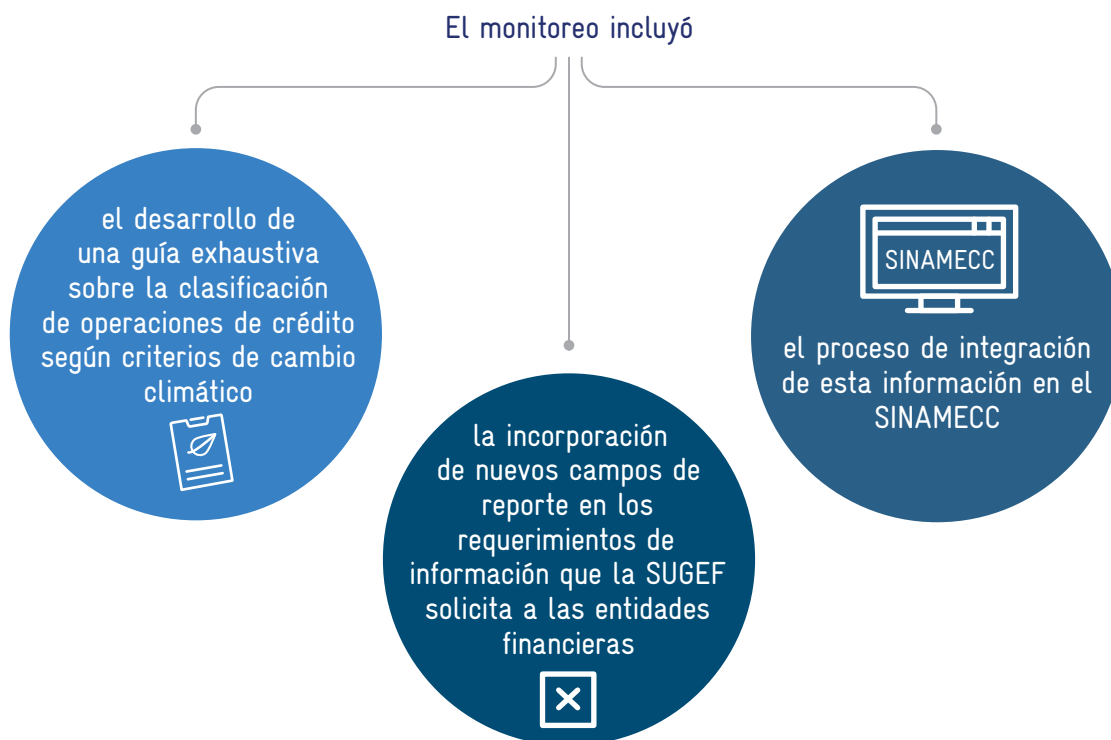 El monitoreo incluyó
el desarrollo de
una guía exhaustiva
sobre la clasificación
de operaciones de crédito
según criterios de cambio
climático
la incorporación
de nuevos campos de
reporte en los
requerimientos de
información que la SUGEF
solicita a las entidades
financieras
SINAMECC
el proceso de integración
de esta información en el
SINAMECC